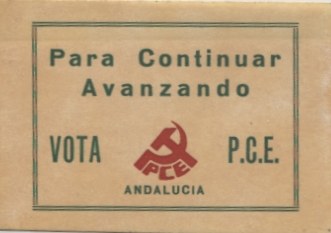 Para Continuar
Avanzando
VOTA P.C.E.
PCE
ANDALUCIA